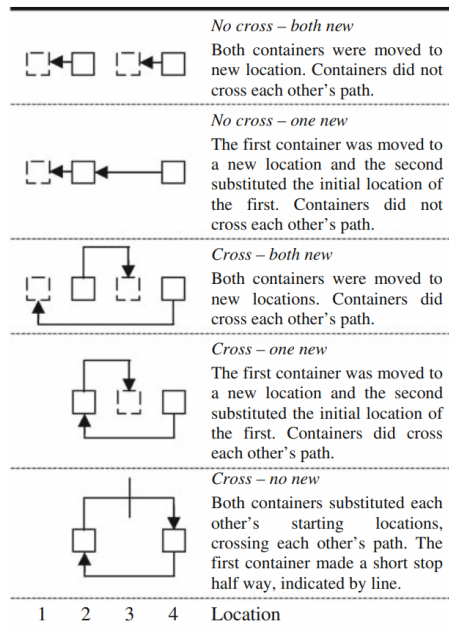 No cross – both new
Both containers were moved to
new location. Containers did not
cross each other's path.
No cross – one new
The first container was moved to
a new location and the second
substituted the initial location of
the first. Containers did not
cross each other's path.
Cross – both new
Both containers were moved to
new locations. Containers did
cross each other's path.
Cross – one new
The first container was moved to
a new location and the second
substituted the initial location of
the first. Containers did cross
each other's path.
Cross – no new
Both containers substituted each
other's starting locations,
crossing each other's path. The
first container made a short stop
half way, indicated by line.
1 2 3 4 Location